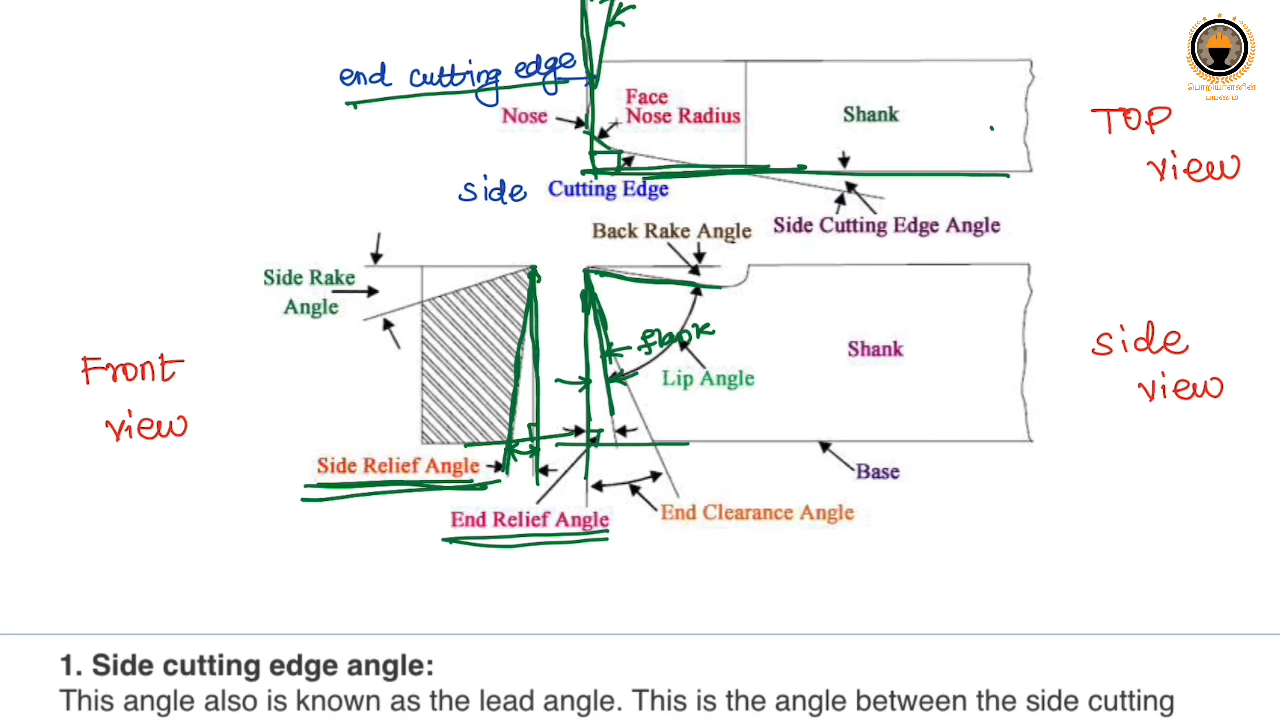 end cutting edge
பொறியாளரின்
பக்கம்
Face
Nose
Nose Radius
Shank
TOP
view
side
Cutting Edge
Side Cutting Edge Angle
Back Rake Angle
Side Rake
Angle
flank
Shank
side
view
Front
view
Lip Angle
Side Relief Angle
Base
End Relief Angle
End Clearance Angle
1. Side cutting edge angle:
This angle also is known as the lead angle. This is the angle between the side cutting